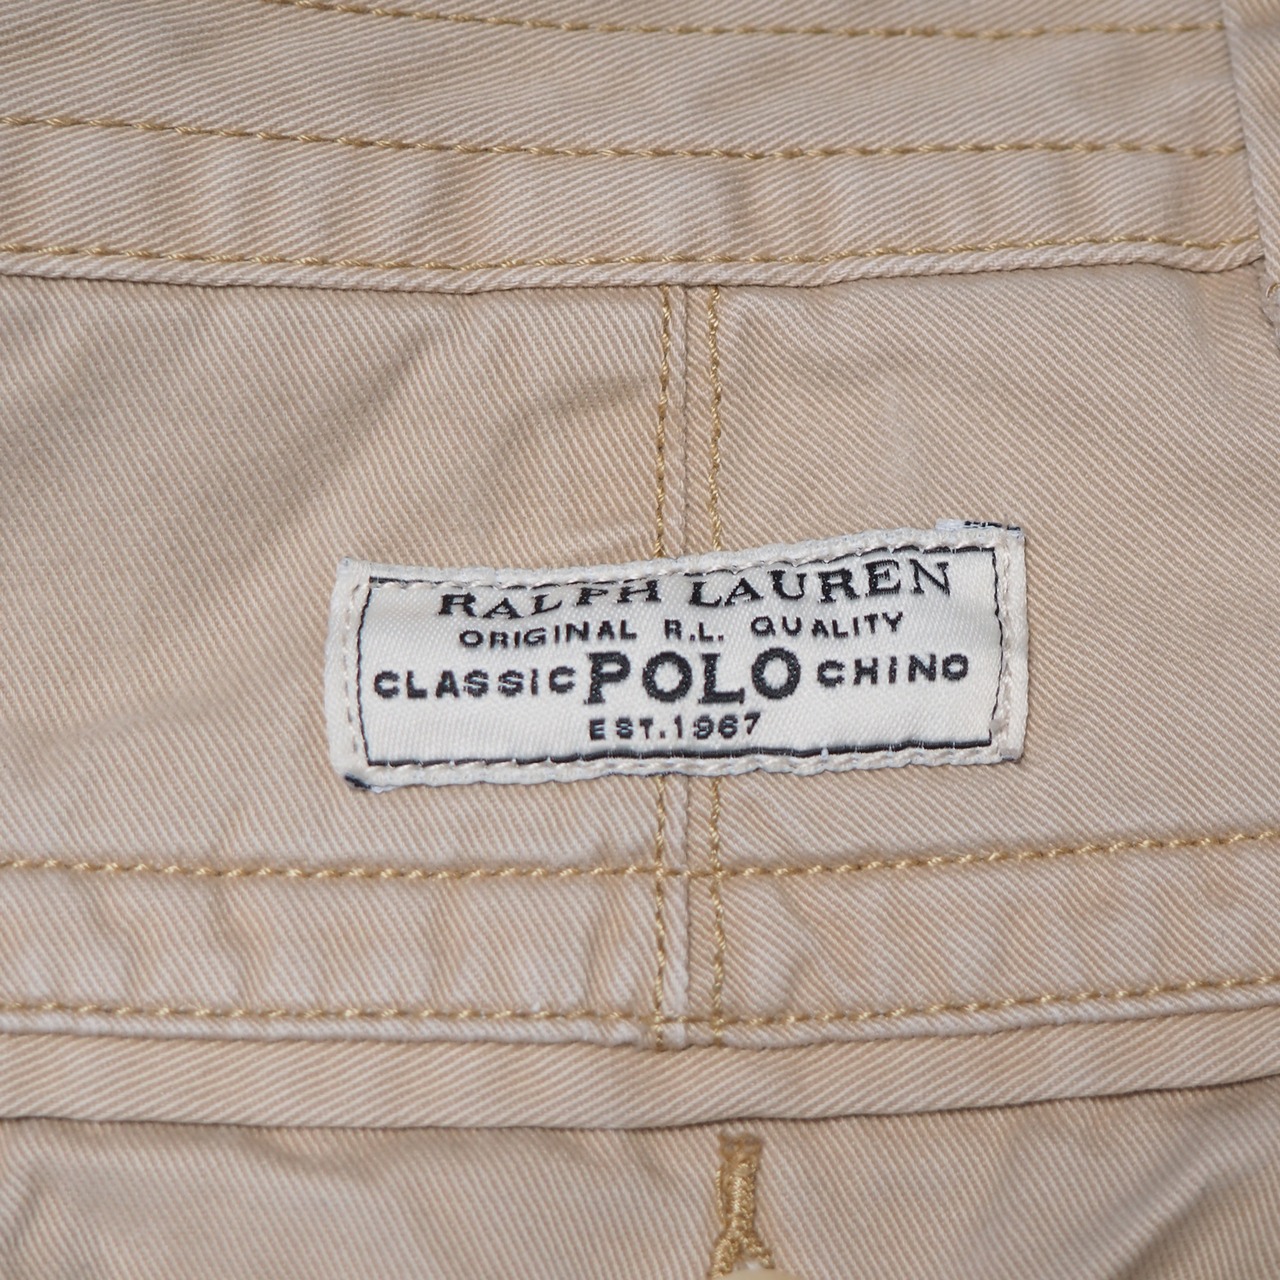 RALPH LAUREN
ORIGINAL R.L. QUALITY
CLASSIC POLO CHINO
EST.1967